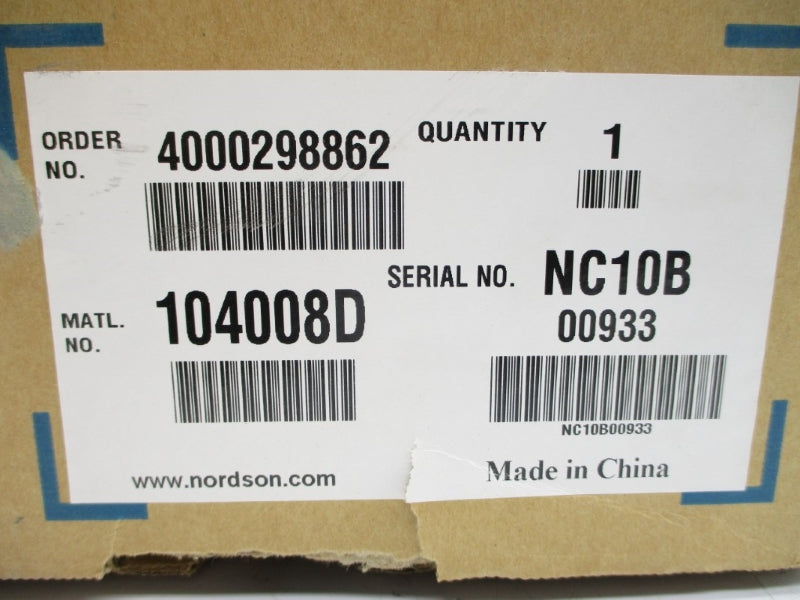 ORDER NO. 4000298862
QUANTITY 1
MATL. NO. 104008D
SERIAL NO. NC10B
00933
NC10B00933
www.nordson.com
Made in China